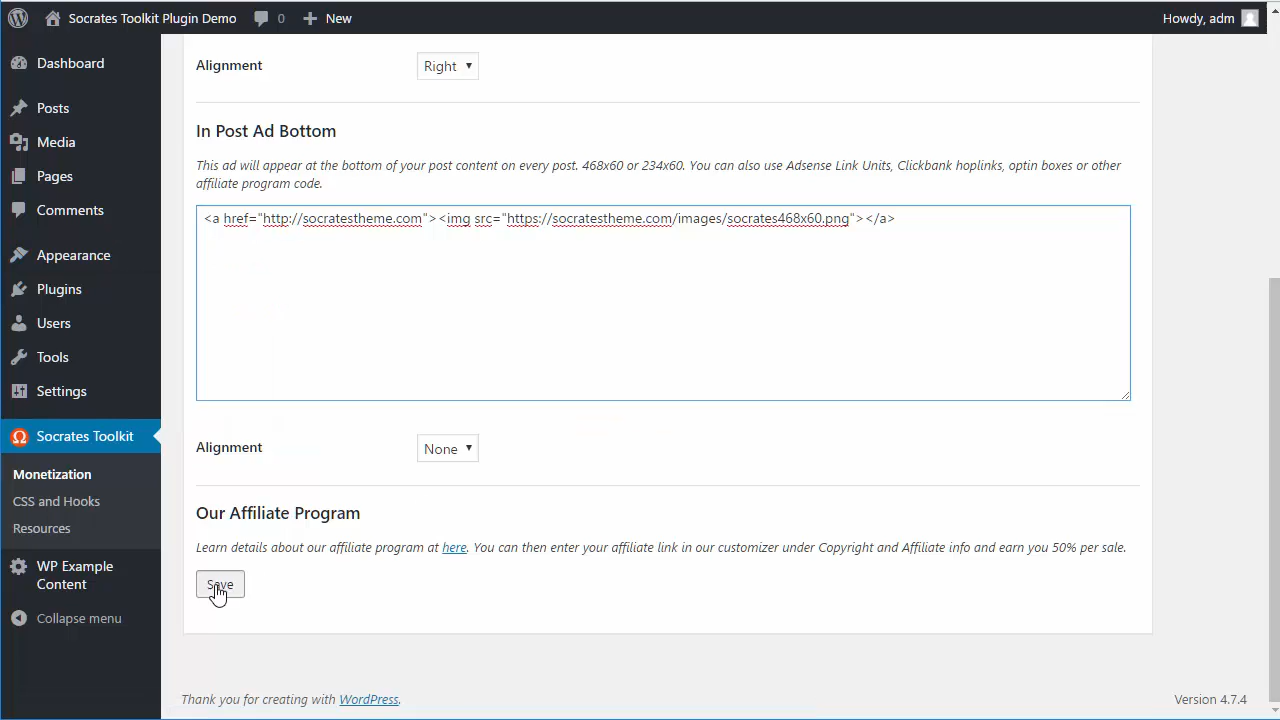 Socrates Toolkit Plugin Demo 0 New Howdy, adm
Dashboard
Posts
Media
Pages
Comments
Appearance
Plugins
Users
Tools
Settings
Socrates Toolkit
Monetization
CSS and Hooks
Resources
WP Example
Content
Collapse menu
Alignment Right
In Post Ad Bottom
This ad will appear at the bottom of your post content on every post. 468x60 or 234x60. You can also use Adsense Link Units, Clickbank hoplinks, optin boxes or other
affiliate program code.
<a href="http://socratestheme.com"><img src="https://socratestheme.com/images/socrates468x60.png"></a>
Alignment None
Our Affiliate Program
Learn details about our affiliate program at here. You can then enter your affiliate link in our customizer under Copyright and Affiliate info and earn you 50% per sale.
Save
Thank you for creating with WordPress. Version 4.7.4